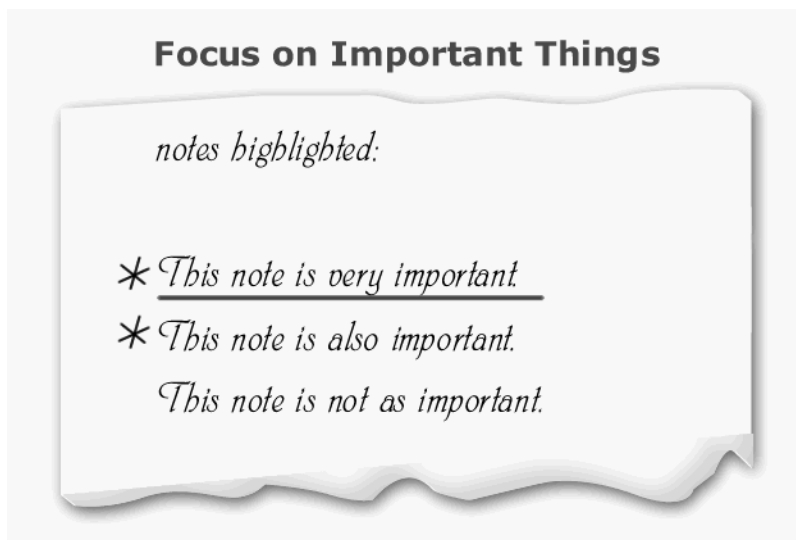 Focus on Important Things
notes highlighted:
* This note is very important.
* This note is also important.
This note is not as important.